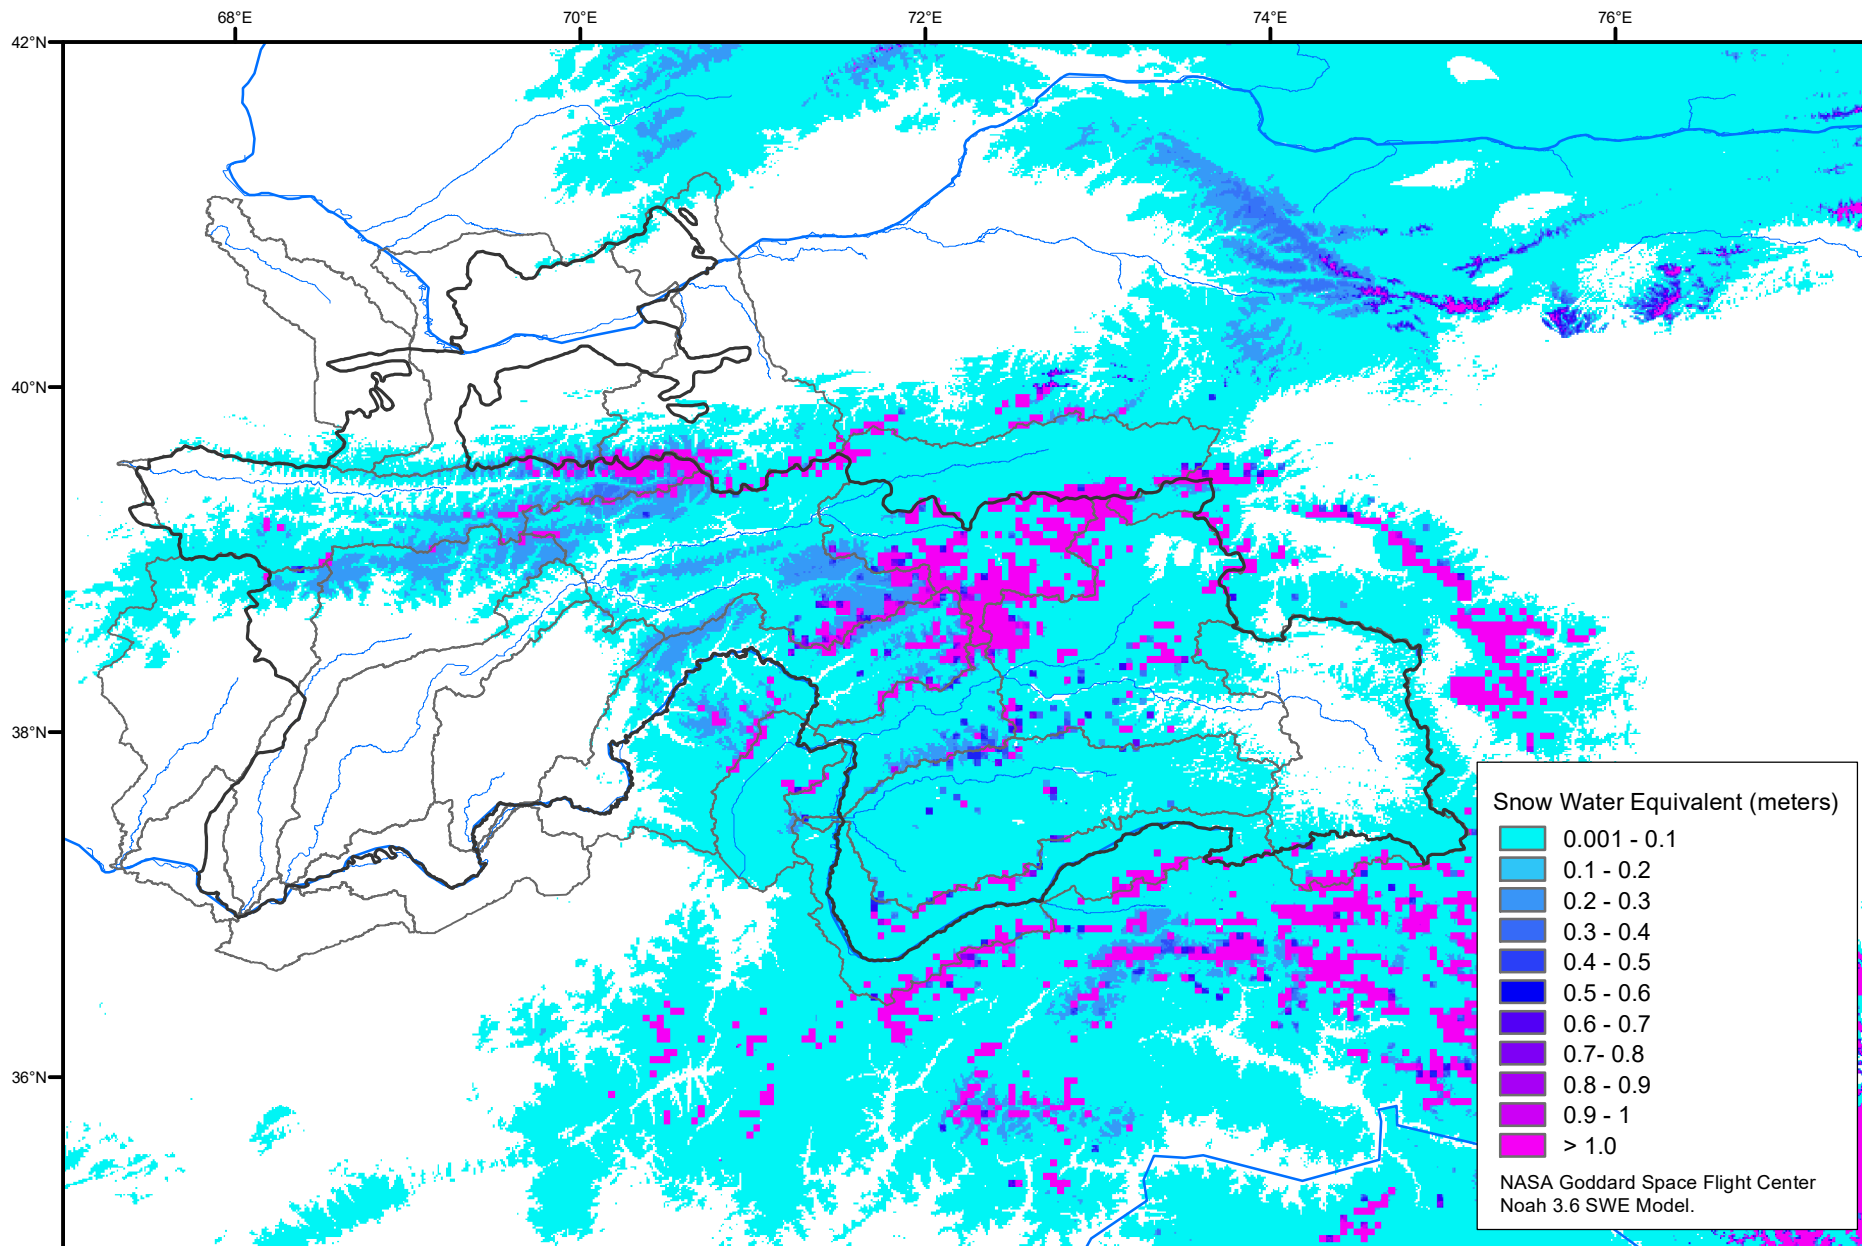 68°E
70°E
72°E
74°E
76°E
42°N
40°N
38°N
36°N
Snow Water Equivalent (meters)
0.001 - 0.1
0.1 - 0.2
0.2 - 0.3
0.3 - 0.4
0.4 - 0.5
0.5 - 0.6
0.6 - 0.7
0.7- 0.8
0.8 - 0.9
0.9 - 1
> 1.0
NASA Goddard Space Flight Center
Noah 3.6 SWE Model.